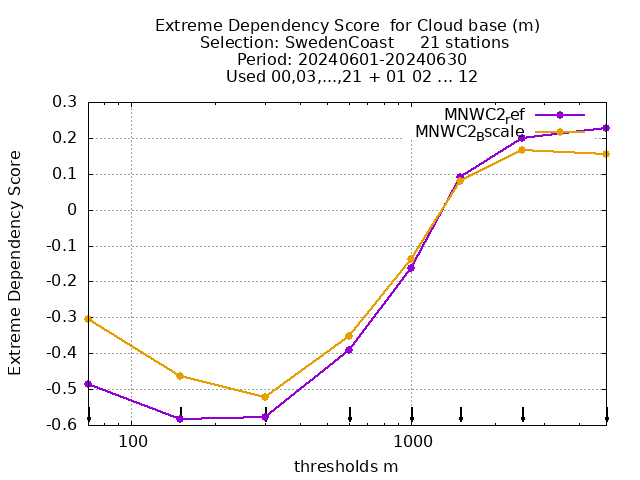 Extreme Dependency Score for Cloud base (m)
Selection: SwedenCoast 21 stations
Period: 20240601-20240630
Used 00,03,...,21 + 01 02 ... 12
MNWC2ref
MNWC2Bscale
0.3
0.2
0.1
0
-0.1
-0.2
-0.3
-0.4
-0.5
-0.6
Extreme Dependency Score
100
1000
thresholds m